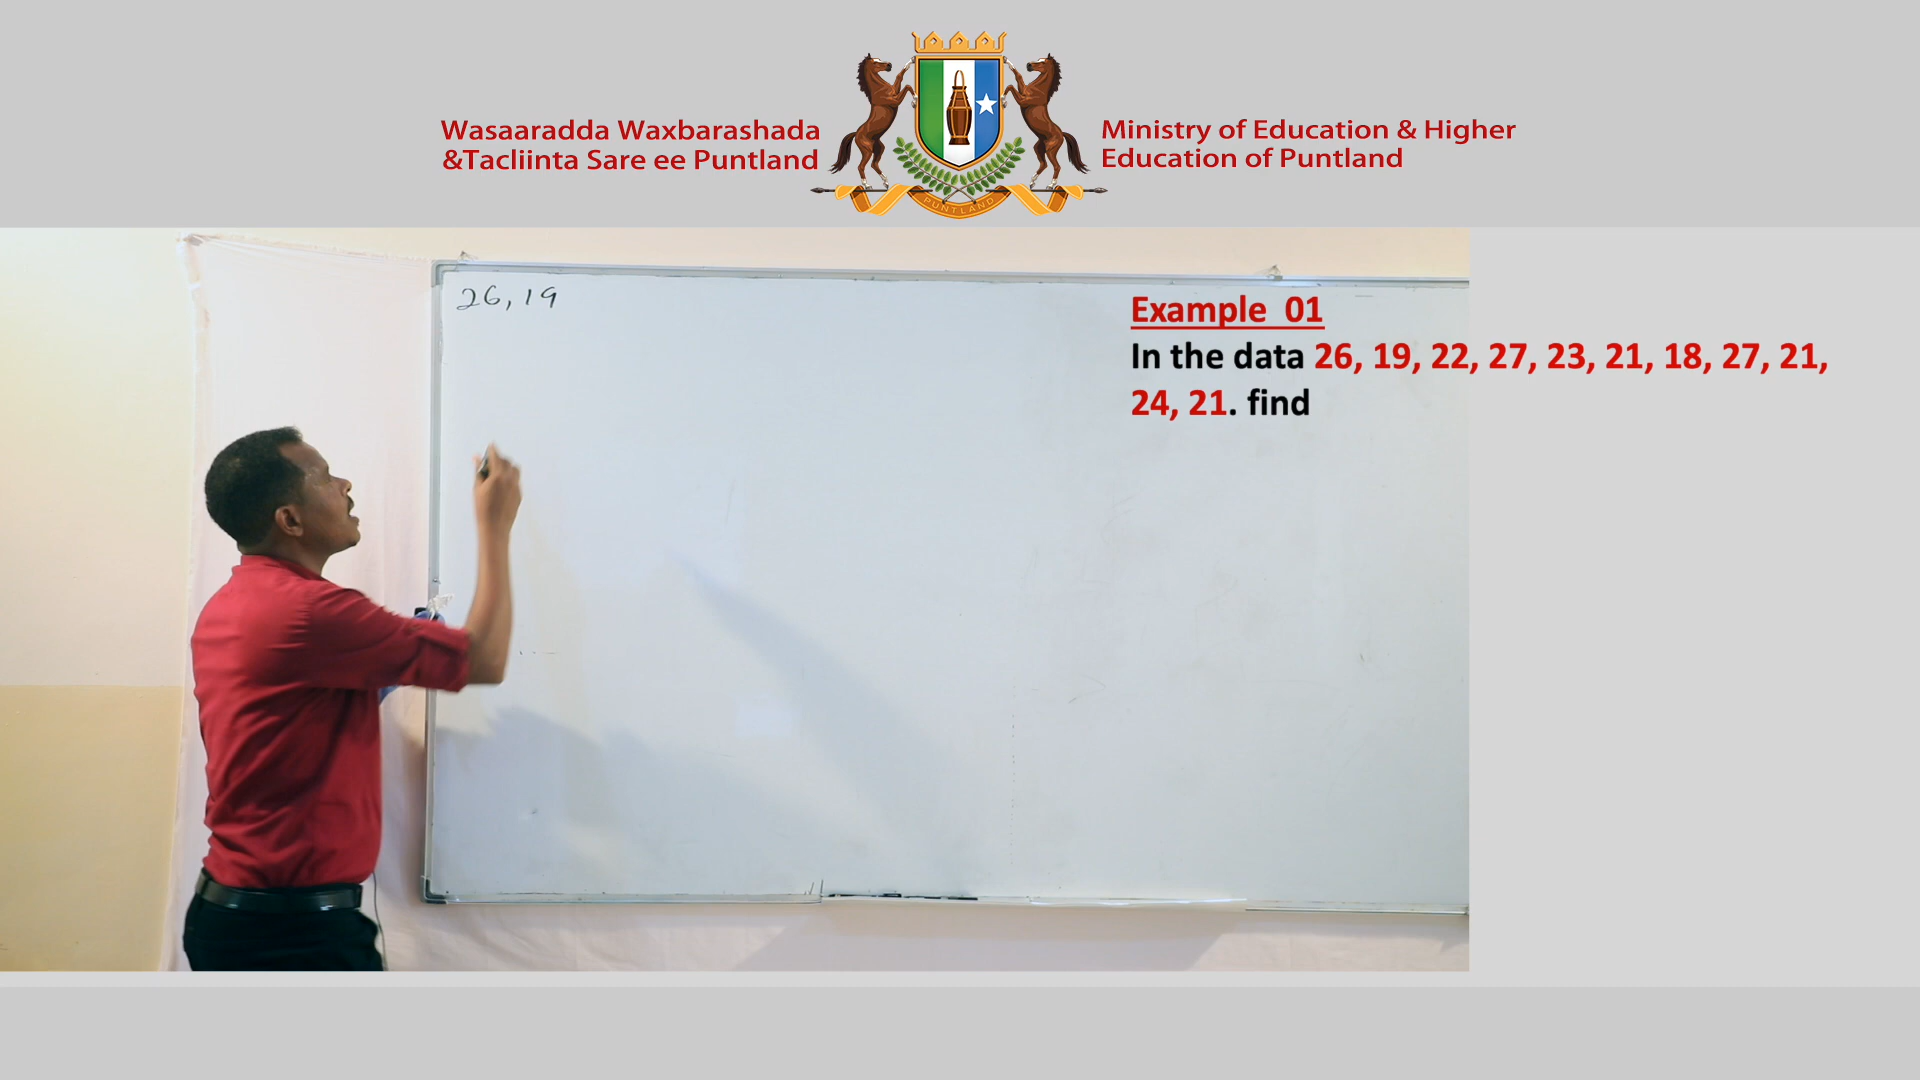 Wasaaradda Waxbarashada
&Tacliinta Sare ee Puntland
PUNTLAND
Ministry of Education & Higher
Education of Puntland
26, 19
Example 01
In the data 26, 19, 22, 27, 23, 21, 18, 27, 21,
24, 21. find